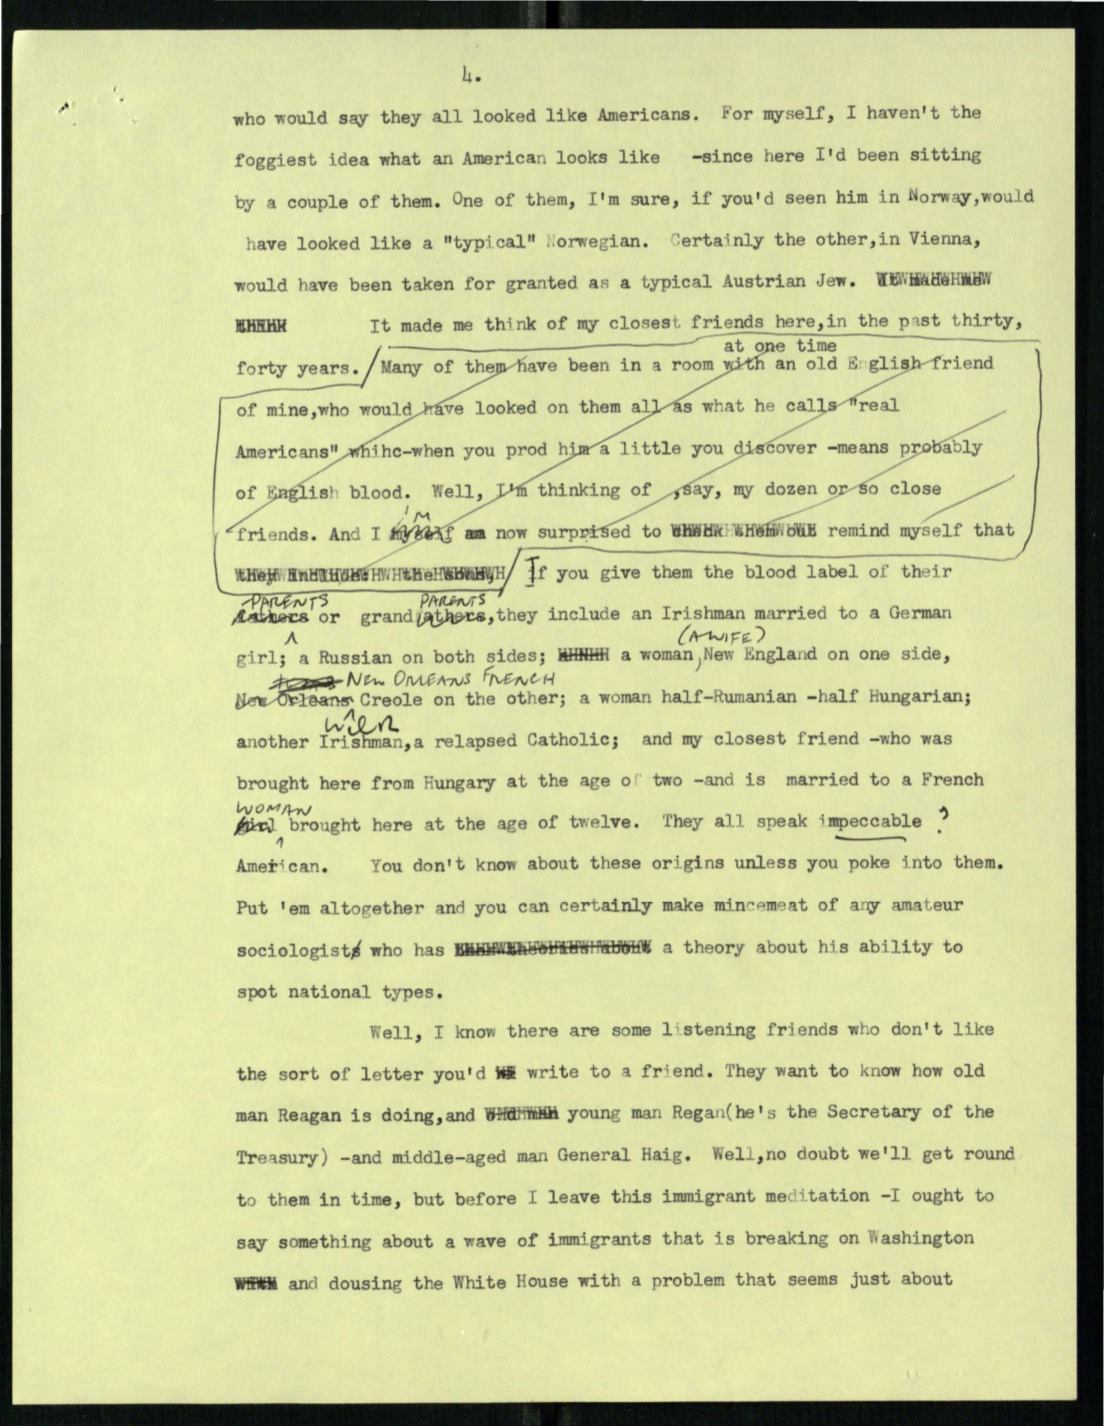 4.
who would say they all looked like Americans. For myself, I haven't the
foggiest idea what an American looks like -since here I'd been sitting
by a couple of them. One of them, I'm sure, if you'd seen him in Norway,would
have looked like a "typical" Norwegian. Certainly the other,in Vienna,
would have been taken for granted as a typical Austrian Jew. It made me
It made me think of my closest friends here,in the past thirty,
at one time
forty years. / Many of them have been in a room with an old English friend
of mine,who would have looked on them all as what he calls "real
Americans" whihc-when you prod him a little you discover -means probably
of English blood. Well, I'm thinking of ,say, my dozen or so close
I'm
friends. And I myself am now surprised to check them out remind myself that
they include: the / If you give them the blood label of their
PARENTS PARENTS
fathers or grandfathers,they include an Irishman married to a German
(A WIFE)
girl; a Russian on both sides; a woman, New England on one side,
NEW ORLEANS FRENCH
New Orleans Creole on the other; a woman half-Rumanian -half Hungarian;
another Irishman,a relapsed Catholic; and my closest friend -who was
brought here from Hungary at the age of two -and is married to a French
WOMAN
girl brought here at the age of twelve. They all speak impeccable ?
American. You don't know about these origins unless you poke into them.
Put 'em altogether and you can certainly make mincemeat of any amateur
sociologists who has theories about a theory about his ability to
spot national types.
Well, I know there are some listening friends who don't like
the sort of letter you'd write to a friend. They want to know how old
man Reagan is doing,and young man Regan(he's the Secretary of the
Treasury) -and middle-aged man General Haig. Well,no doubt we'll get round
to them in time, but before I leave this immigrant meditation -I ought to
say something about a wave of immigrants that is breaking on Washington
and dousing the White House with a problem that seems just about